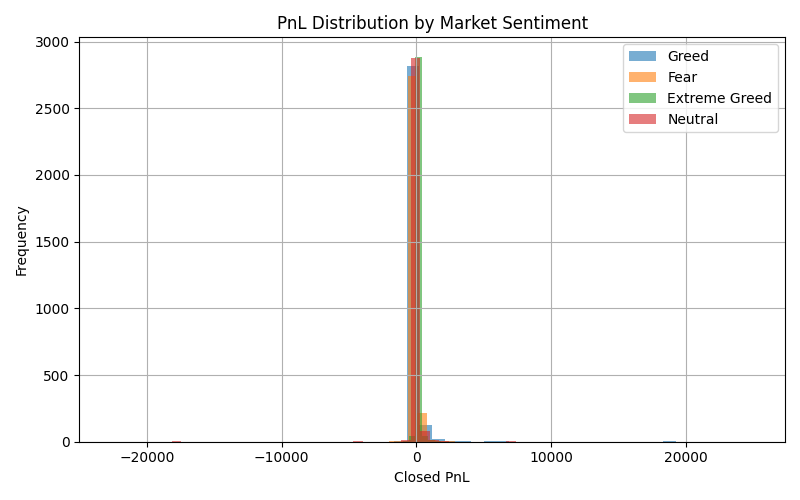 PnL Distribution by Market Sentiment
3000
2500
2000
1500
1000
500
0
Frequency
Greed
Fear
Extreme Greed
Neutral
−20000
−10000
0
10000
20000
Closed PnL